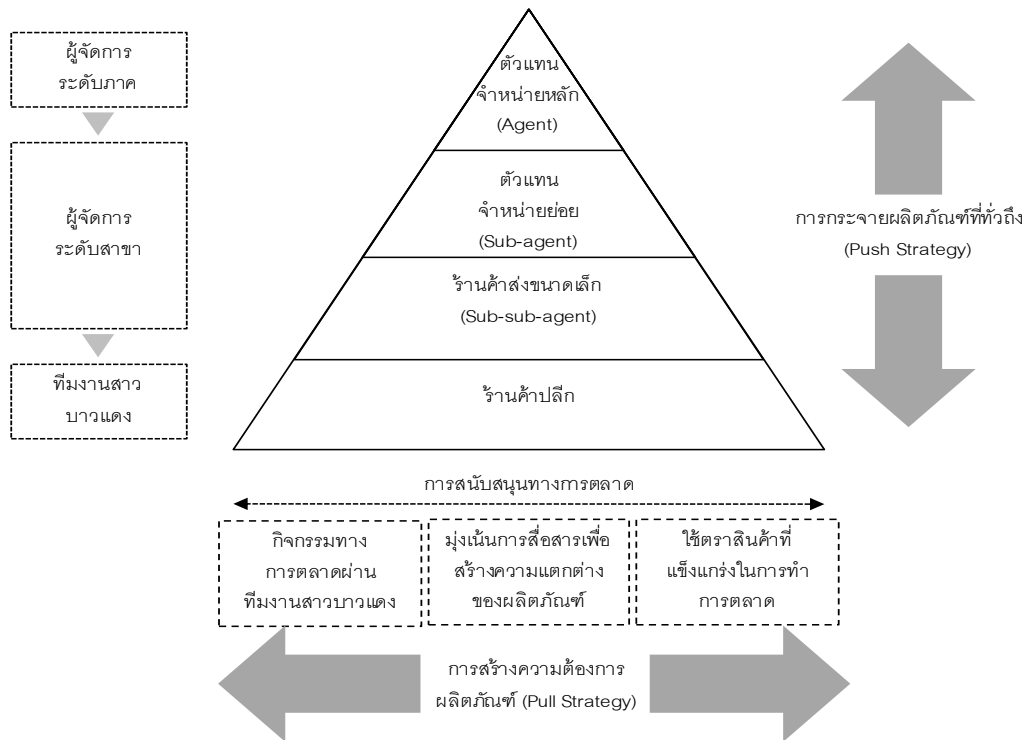 ผู้จัดการ
ระดับภาค
ผู้จัดการ
ระดับสาขา
ทีมงานสาว
บาวแดง
ตัวแทน
จำหน่ายหลัก
(Agent)
ตัวแทน
จำหน่ายย่อย
(Sub-agent)
ร้านค้าส่งขนาดเล็ก
(Sub-sub-agent)
ร้านค้าปลีก
การกระจายผลิตภัณฑ์ที่ทั่วถึง
(Push Strategy)
การสนับสนุนทางการตลาด
กิจกรรมทาง
การตลาดผ่าน
ทีมงานสาวบาวแดง
มุ่งเน้นการสื่อสารเพื่อ
สร้างความแตกต่าง
ของผลิตภัณฑ์
ใช้ตราสินค้าที่
แข็งแกร่งในการทำ
การตลาด
การสร้างความต้องการ
ผลิตภัณฑ์ (Pull Strategy)